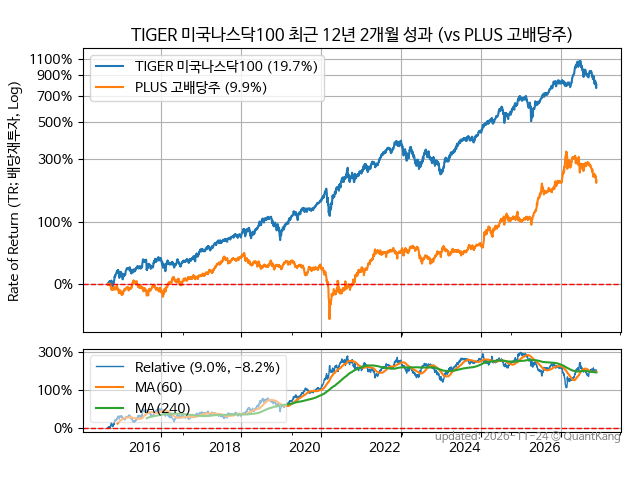 TIGER 미국나스닥100 최근 12년 2개월 성과 (vs PLUS 고배당주)
Rate of Return (TR: 배당재투자, Log)
1100%
900%
700%
500%
300%
100%
0%
TIGER 미국나스닥100 (19.7%)
PLUS 고배당주 (9.9%)
300%
100%
0%
Relative (9.0%, -8.2%)
MA(60)
MA(240)
2016 2018 2020 2022 2024 2026
updated: 2026-11-24 © QuantKang